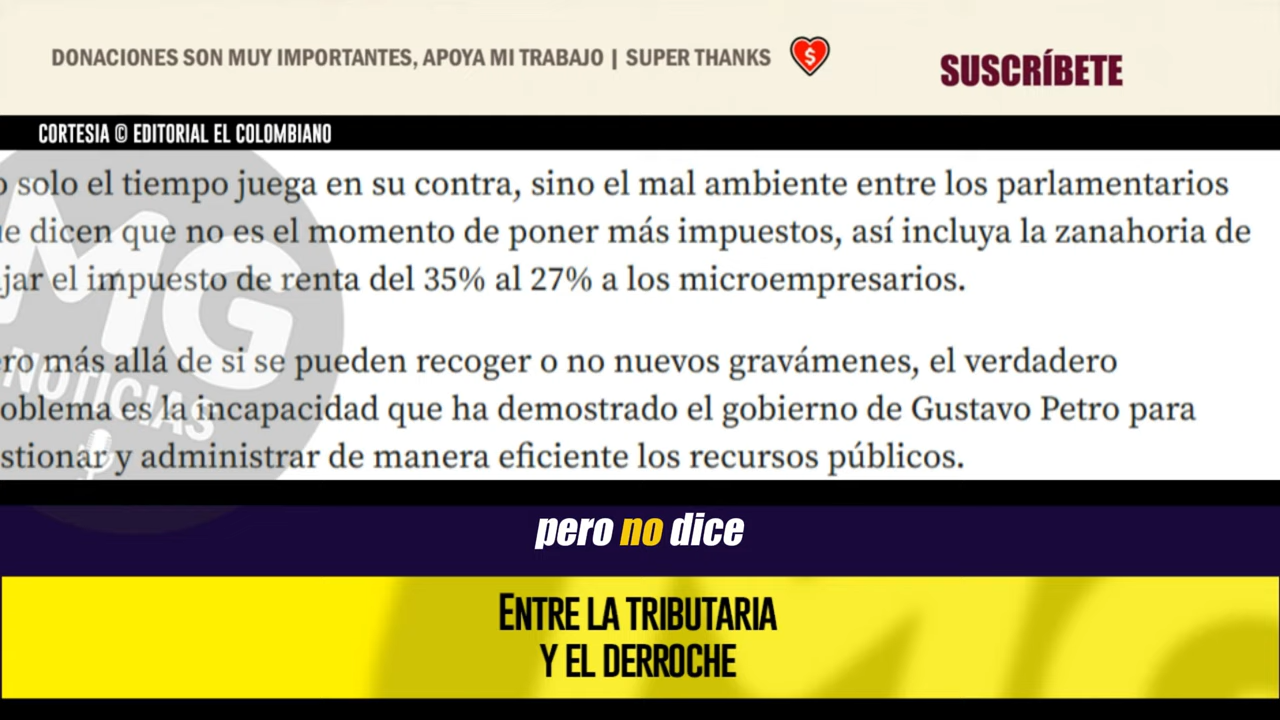 DONACIONES SON MUY IMPORTANTES, APOYA MI TRABAJO | SUPER THANKS
$
SUSCRÍBETE
CORTESIA © EDITORIAL EL COLOMBIANO
o solo el tiempo juega en su contra, sino el mal ambiente entre los parlamentarios
ue dicen que no es el momento de poner más impuestos, así incluya la zanahoria de
jar el impuesto de renta del 35% al 27% a los microempresarios.
ero más allá de si se pueden recoger o no nuevos gravámenes, el verdadero
oblema es la incapacidad que ha demostrado el gobierno de Gustavo Petro para
stionar y administrar de manera eficiente los recursos públicos.
MG
NOTICIAS
pero no dice
ENTRE LA TRIBUTARIA
Y EL DERROCHE